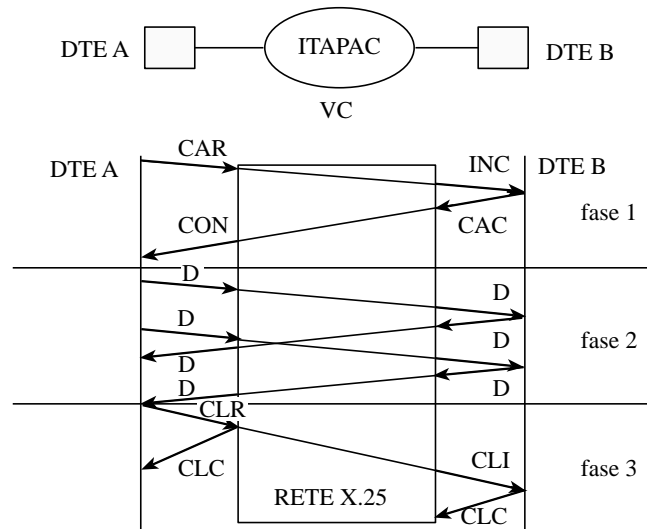 DTE A
ITAPAC
DTE B
VC
DTE A
CAR
INC
DTE B
CON
CAC
fase 1
D
D
D
D
fase 2
D
D
D
CLR
CLC
CLI
fase 3
RETE X.25
CLC